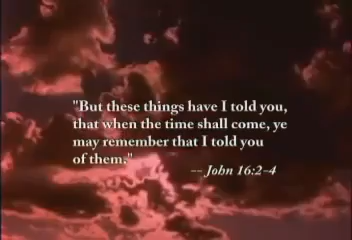 "But these things have I told you,
that when the time shall come, ye
may remember that I told you
of them."
-- John 16:2-4